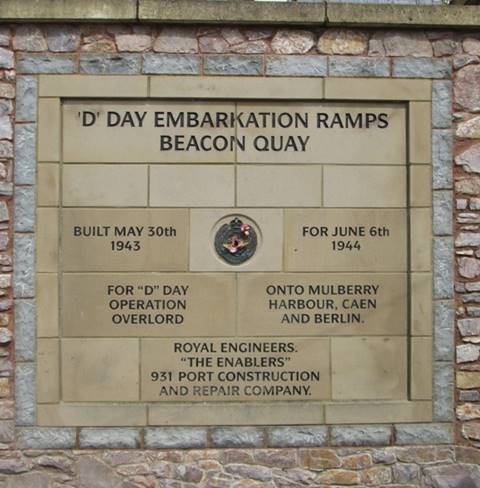 'D' DAY EMBARKATION RAMPS
BEACON QUAY
BUILT MAY 30th
1943
FOR JUNE 6th
1944
FOR "D" DAY
OPERATION
OVERLORD
ONTO MULBERRY
HARBOUR, CAEN
AND BERLIN.
ROYAL ENGINEERS.
"THE ENABLERS"
931 PORT CONSTRUCTION
AND REPAIR COMPANY.